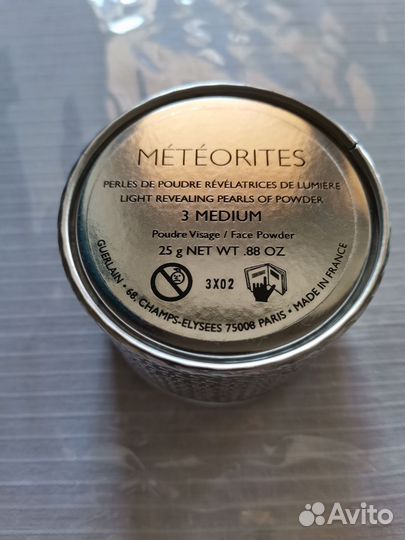 MÉTÉORITES
PERLES DE POUDRE RÉVÉLATRICES DE LUMIÈRE
LIGHT REVEALING PEARLS OF POWDER
3 MEDIUM
Poudre Visage / Face Powder
25 g NET WT .88 OZ
3X02
GUERLAIN • 68, CHAMPS-ELYSEES 75008 PARIS • MADE IN FRANCE
Avito